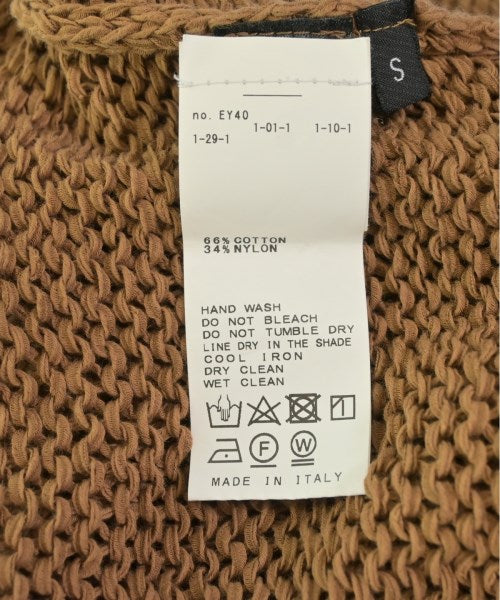 S
no. EY40
1-01-1 1-10-1
1-29-1
66% COTTON
34% NYLON
HAND WASH
DO NOT BLEACH
DO NOT TUMBLE DRY
LINE DRY IN THE SHADE
COOL IRON
DRY CLEAN
WET CLEAN
F W
MADE IN ITALY